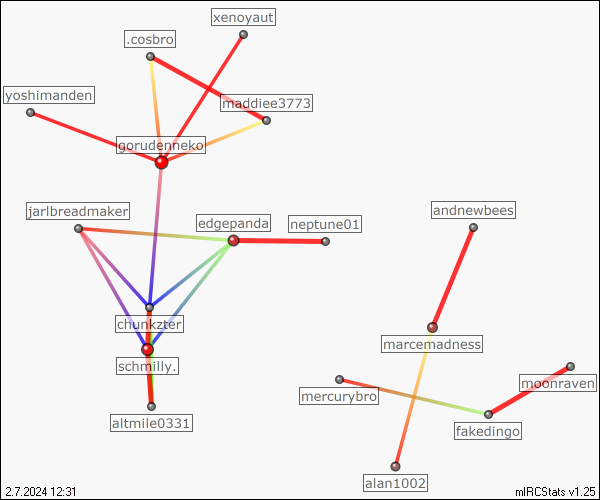 xenoyaut
.cosbro
yoshimanden
maddiee3773
gorudenneko
jarlbreadmaker
edgepanda
neptune01
andnewbees
chunkzter
marcemadness
schmilly.
moonraven
mercurybro
altmile0331
fakedingo
alan1002
2.7.2024 12:31
mIRCStats v1.25